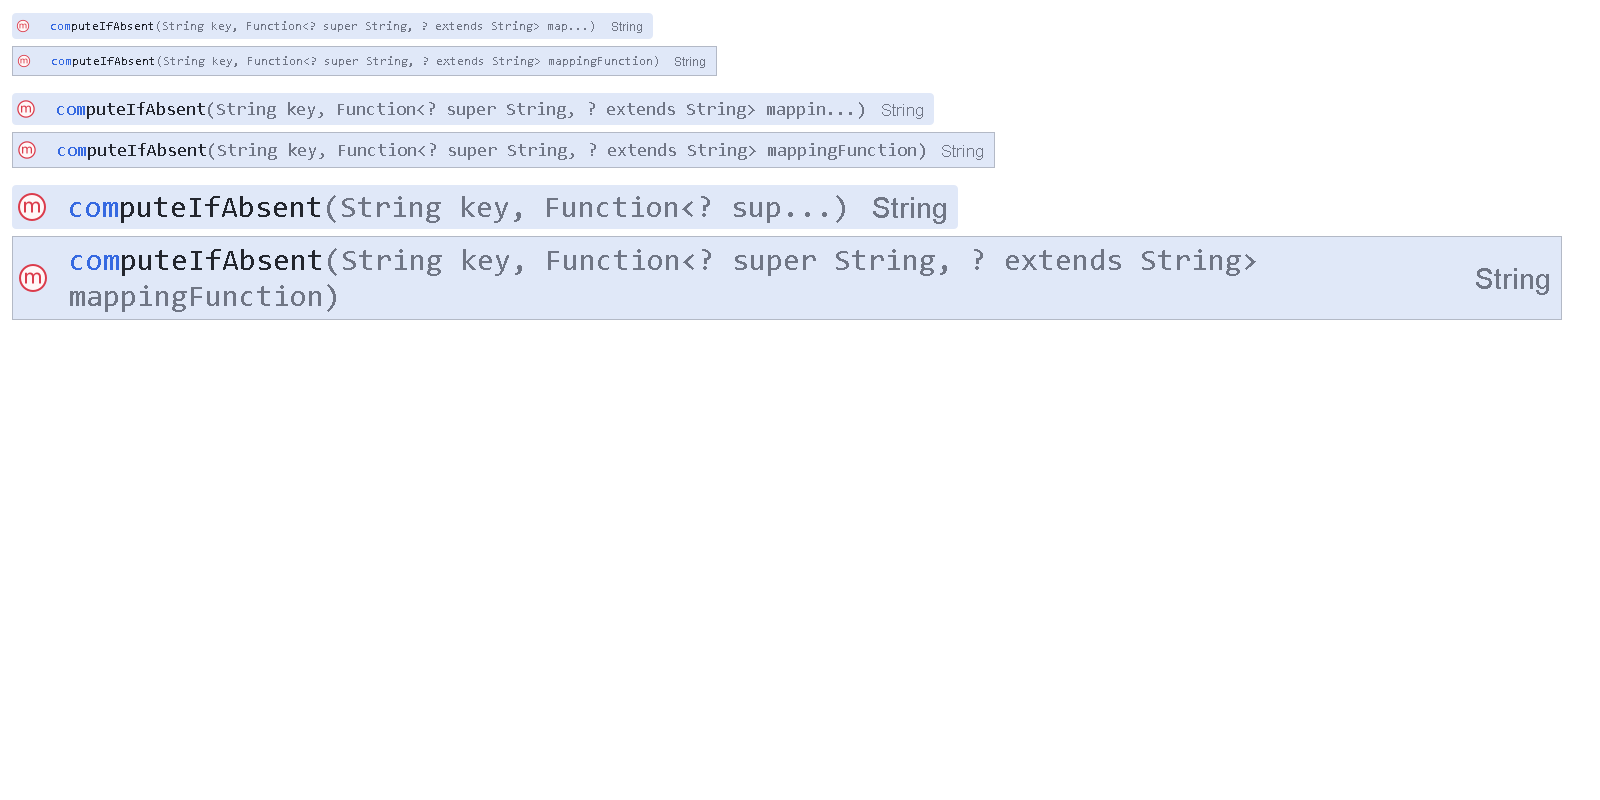 m computeIfAbsent(String key, Function<? super String, ? extends String> map...) String
m computeIfAbsent(String key, Function<? super String, ? extends String> mappingFunction) String
m computeIfAbsent(String key, Function<? super String, ? extends String> mappin...) String
m computeIfAbsent(String key, Function<? super String, ? extends String> mappingFunction) String
m computeIfAbsent(String key, Function<? sup...) String
m computeIfAbsent(String key, Function<? super String, ? extends String>
mappingFunction) String